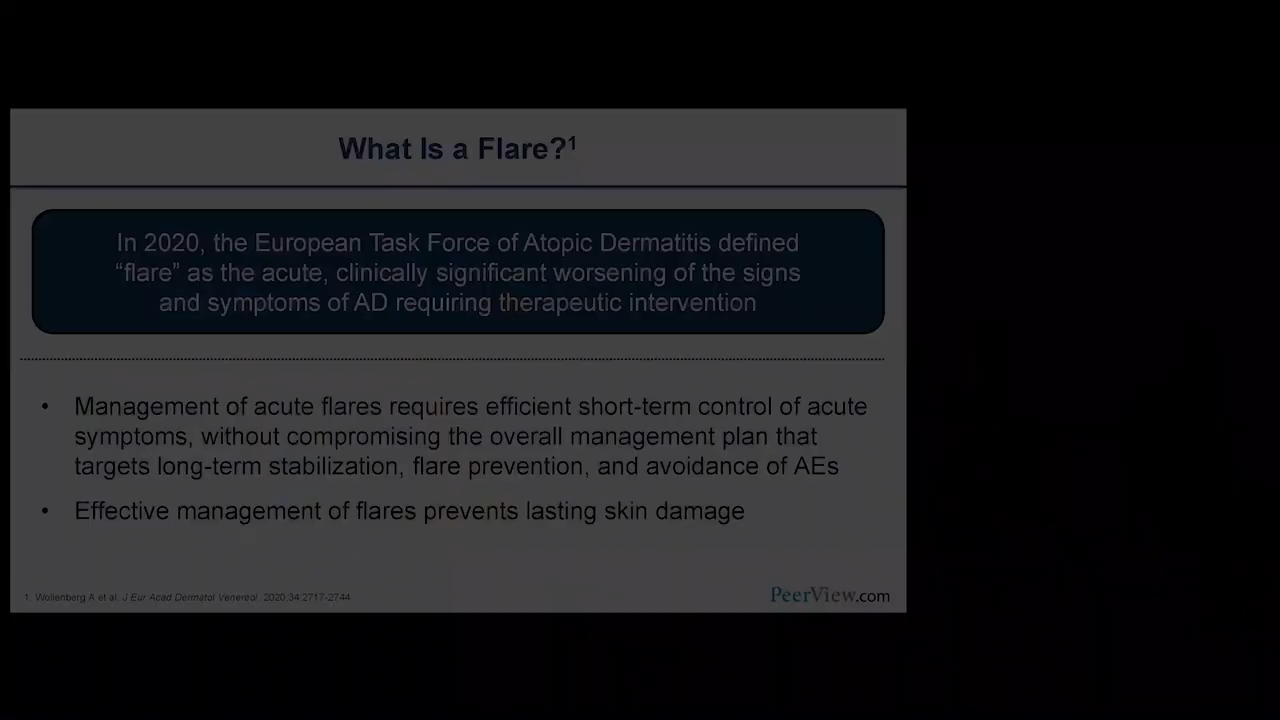 What Is a Flare?¹
In 2020, the European Task Force of Atopic Dermatitis defined
“flare” as the acute, clinically significant worsening of the signs
and symptoms of AD requiring therapeutic intervention
• Management of acute flares requires efficient short-term control of acute
symptoms, without compromising the overall management plan that
targets long-term stabilization, flare prevention, and avoidance of AEs
• Effective management of flares prevents lasting skin damage
1. Wollenberg A et al. J Eur Acad Dermatol Venereol. 2020;34:2717-2744.
PeerView.com